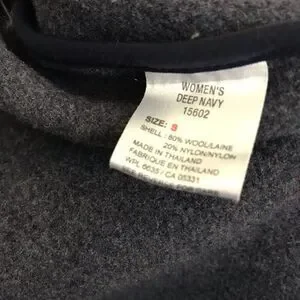 WOMEN'S
DEEP NAVY
15602
SIZE: S
SHELL: 80% WOOL/LAINE
20% NYLON/NYLON
MADE IN THAILAND
FABRIQUE EN THAILAND
WPL 6635 / CA 05331